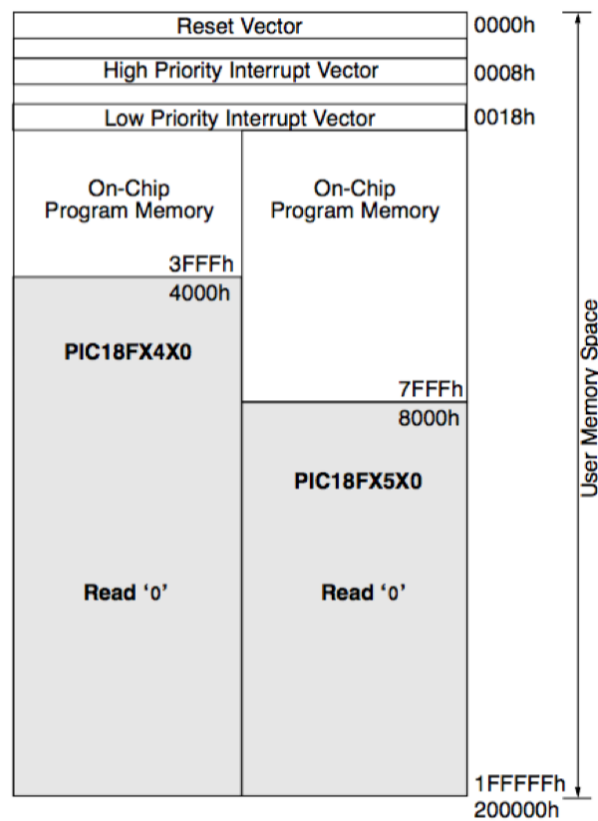 Reset Vector
0000h
High Priority Interrupt Vector
0008h
Low Priority Interrupt Vector
0018h
On-Chip
Program Memory
3FFFh
4000h
PIC18FX4X0
Read ‘0’
On-Chip
Program Memory
7FFFh
8000h
PIC18FX5X0
Read ‘0’
1FFFFFh
200000h
User Memory Space